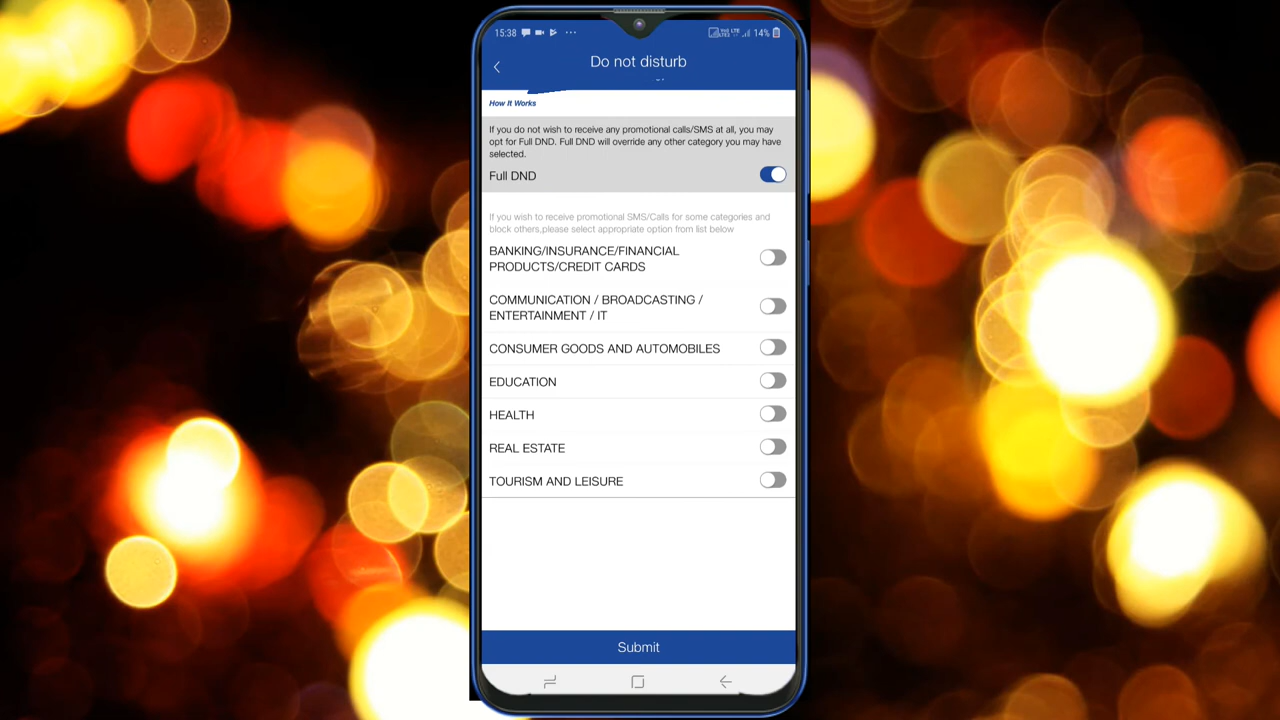 15:38
14%
Do not disturb
How It Works
If you do not wish to receive any promotional calls/SMS at all, you may
opt for Full DND. Full DND will override any other category you may have
selected.
Full DND
If you wish to receive promotional SMS/Calls for some categories and
block others,please select appropriate option from list below
BANKING/INSURANCE/FINANCIAL
PRODUCTS/CREDIT CARDS
COMMUNICATION / BROADCASTING /
ENTERTAINMENT / IT
CONSUMER GOODS AND AUTOMOBILES
EDUCATION
HEALTH
REAL ESTATE
TOURISM AND LEISURE
Submit